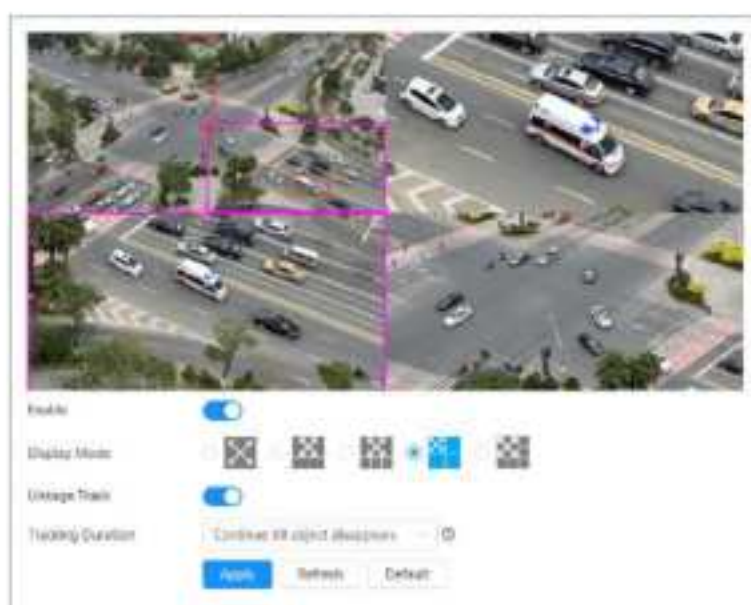 Enable
Display Mode
Linkage Track
Tracking Duration
Continue till object disappears
Apply
Refresh
Default